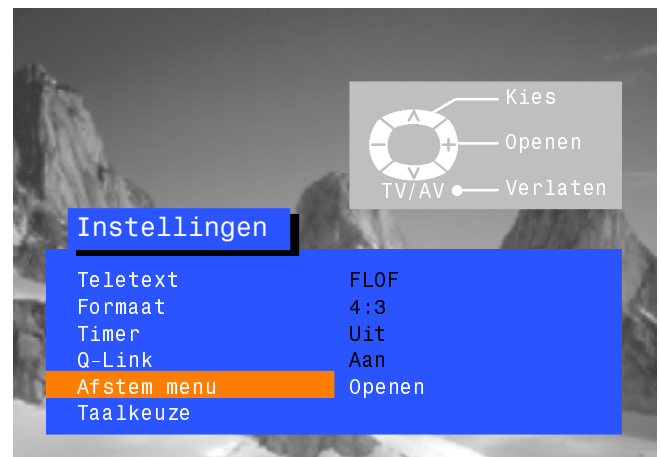 Kies
Openen
TV/AV Verlaten
Instellingen
Teletext FLOF
Formaat 4:3
Timer Uit
Q-Link Aan
Afstem menu Openen
Taalkeuze